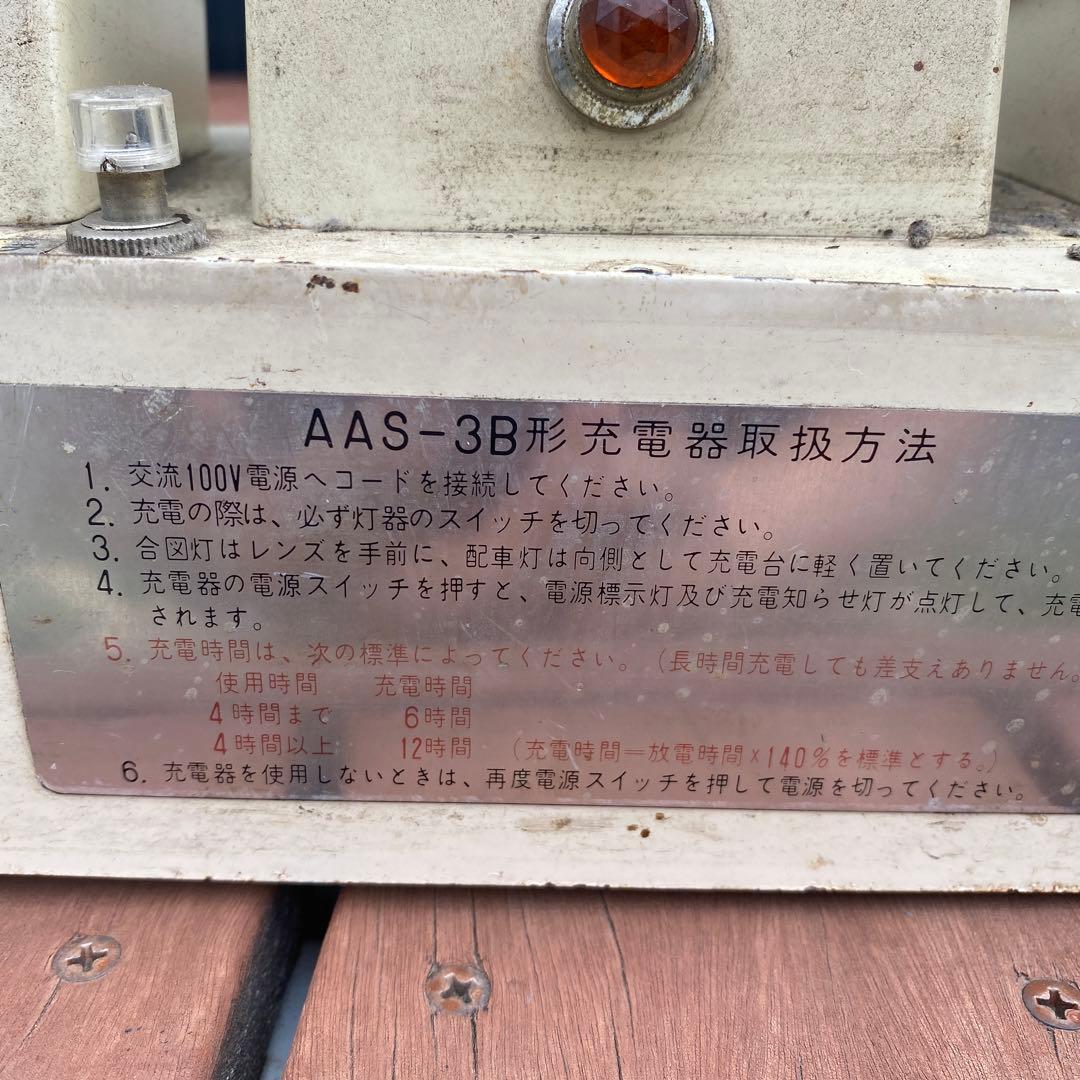 AAS-3B形充電器取扱方法
1. 交流100V電源へコードを接続してください。
2. 充電の際は、必ず灯器のスイッチを切ってください。
3. 合図灯はレンズを手前に、配車灯は向側として充電台に軽く置いてください。
4. 充電器の電源スイッチを押すと、電源標示灯及び充電知らせ灯が点灯して、充電
されます。
5. 充電時間は、次の標準によってください。(長時間充電しても差支えありません。
使用時間 充電時間
4時間まで 6時間
4時間以上 12時間 (充電時間=放電時間×140%を標準とする。)
6. 充電器を使用しないときは、再度電源スイッチを押して電源を切ってください。